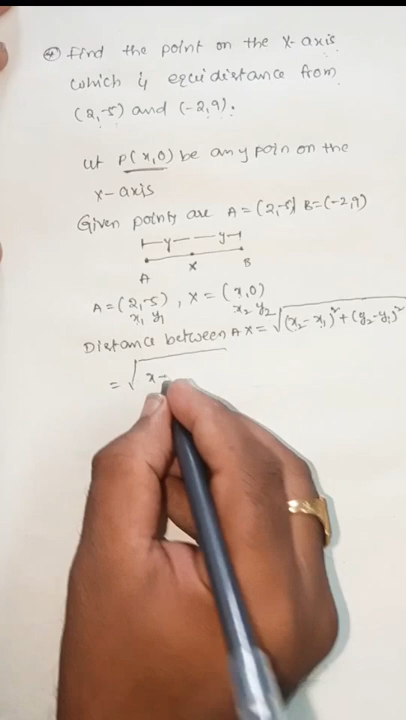 ④ find the point on the x-axis
which is equidistance from
(2,-5) and (-2,9).
let P(x,0) be any poin on the
x-axis
Given points are A=(2,-5) B=(-2,9)
y y
A x B
A=(2,-5), X=(x,0)
x₁ y₁ x₂ y₂
Distance between AX=√(x₂-x₁)²+(y₂-y₁)²
=√x-